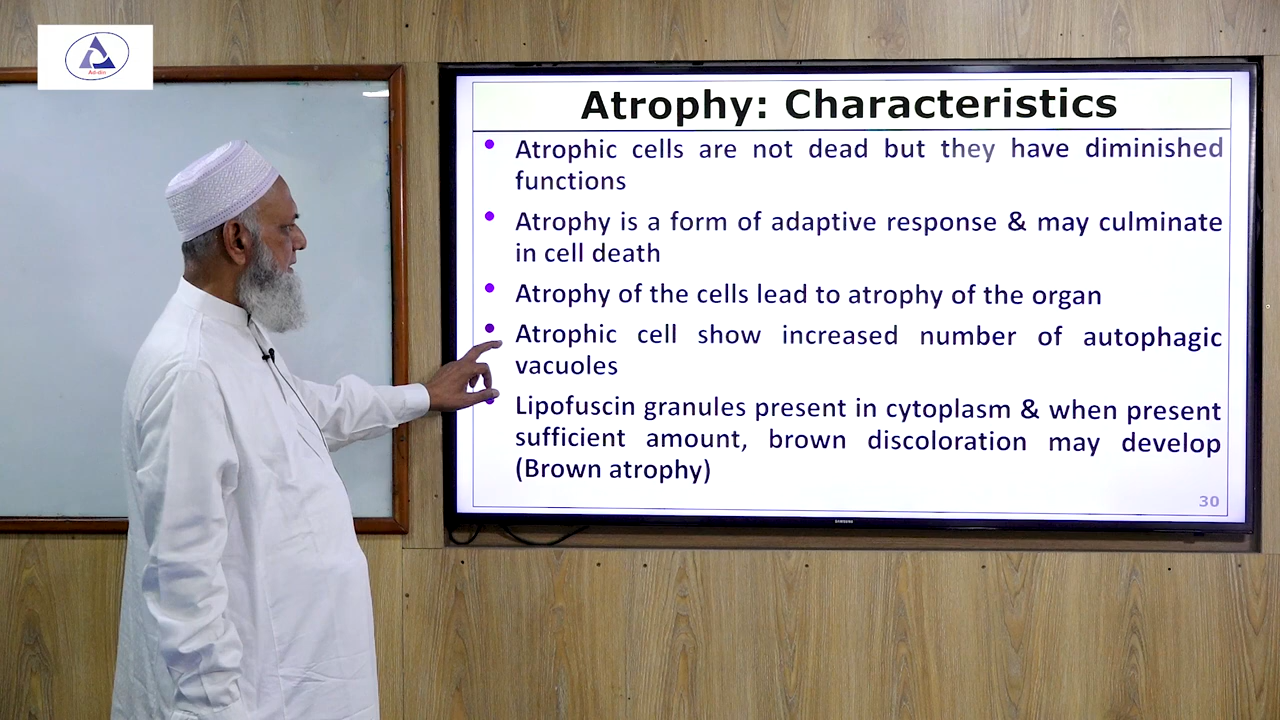 Ad-din
Atrophy: Characteristics
• Atrophic cells are not dead but they have diminished
functions
• Atrophy is a form of adaptive response & may culminate
in cell death
• Atrophy of the cells lead to atrophy of the organ
• Atrophic cell show increased number of autophagic
vacuoles
• Lipofuscin granules present in cytoplasm & when present
sufficient amount, brown discoloration may develop
(Brown atrophy)
30
SAMSUNG